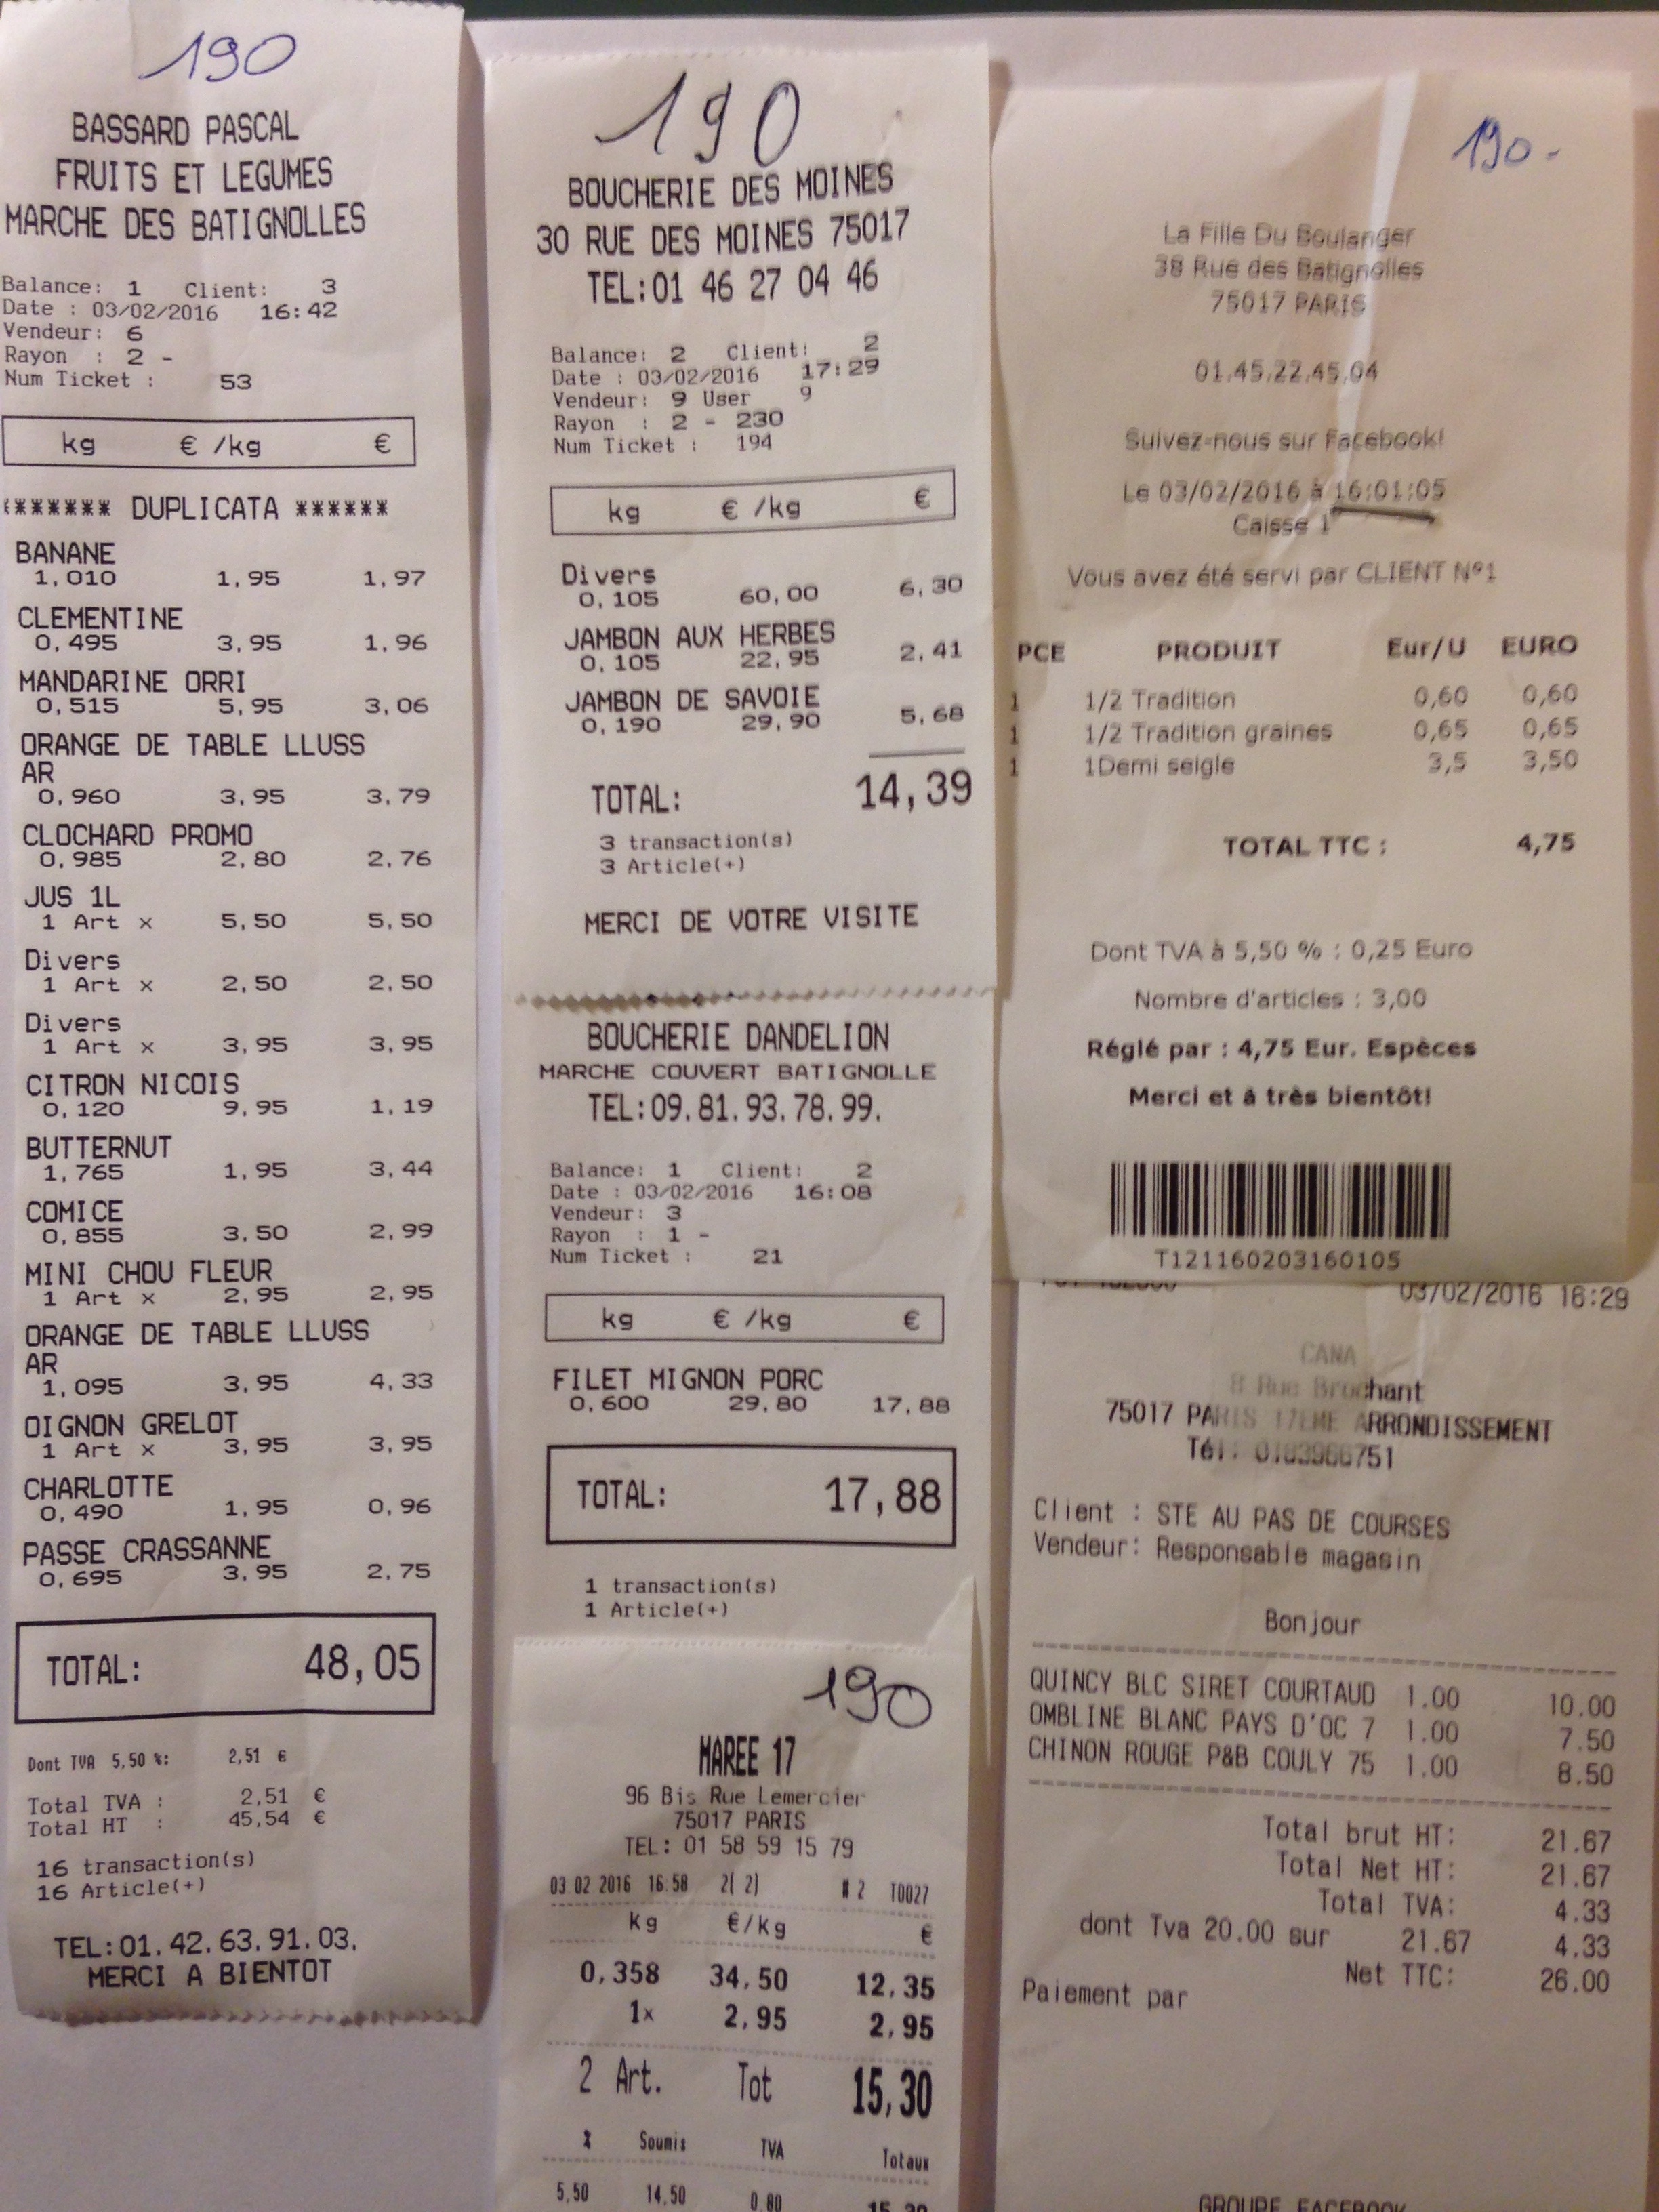 190
BASSARD PASCAL
FRUITS ET LEGUMES
MARCHE DES BATIGNOLLES
Balance: 1 Client: 3
Date : 03/02/2016 16:42
Vendeur: 6
Rayon : 2 -
Num Ticket : 53
kg € /kg €
******* DUPLICATA ******
BANANE
1,010 1,95 1,97
CLEMENTINE
0,495 3,95 1,96
MANDARINE ORRI
0,515 5,95 3,06
ORANGE DE TABLE LLUSS
AR
0,960 3,95 3,79
CLOCHARD PROMO
0,985 2,80 2,76
JUS 1L
1 Art x 5,50 5,50
Divers
1 Art x 2,50 2,50
Divers
1 Art x 3,95 3,95
CITRON NICOIS
0,120 9,95 1,19
BUTTERNUT
1,765 1,95 3,44
COMICE
0,855 3,50 2,99
MINI CHOU FLEUR
1 Art x 2,95 2,95
ORANGE DE TABLE LLUSS
AR
1,095 3,95 4,33
OIGNON GRELOT
1 Art x 3,95 3,95
CHARLOTTE
0,490 1,95 0,96
PASSE CRASSANNE
0,695 3,95 2,75
TOTAL: 48,05
Dont TVA 5,50 %: 2,51 €
Total TVA : 2,51 €
Total HT : 45,54 €
16 transaction(s)
16 Article(+)
TEL:01.42.63.91.03.
MERCI A BIENTOT
190
BOUCHERIE DES MOINES
30 RUE DES MOINES 75017
TEL:01 46 27 04 46
Balance: 2 Client: 2
Date : 03/02/2016 17:29
Vendeur: 9 User 9
Rayon : 2 - 230
Num Ticket : 194
kg € /kg €
Divers
0,105 60,00 6,30
JAMBON AUX HERBES
0,105 22,95 2,41
JAMBON DE SAVOIE
0,190 29,90 5,68
TOTAL: 14,39
3 transaction(s)
3 Article(+)
MERCI DE VOTRE VISITE
BOUCHERIE DANDELION
MARCHE COUVERT BATIGNOLLE
TEL:09.81.93.78.99.
Balance: 1 Client: 2
Date : 03/02/2016 16:08
Vendeur: 3
Rayon : 1 -
Num Ticket : 21
kg € /kg €
FILET MIGNON PORC
0,600 29,80 17,88
TOTAL: 17,88
1 transaction(s)
1 Article(+)
190
MAREE 17
96 Bis Rue Lemercier
75017 PARIS
TEL: 01 58 59 15 79
03.02 2016 16:58 2( 2) #2 T0027
kg €/kg €
0,358 34,50 12,35
1x 2,95 2,95
2 Art. Tot 15,30
% Soumis TVA Totaux
5,50 14,50 0,80 15,30
190-
La Fille Du Boulanger
38 Rue des Batignolles
75017 PARIS
01.45.22.45.04
Suivez-nous sur Facebook!
Le 03/02/2016 à 16:01:05
Caisse 1
Vous avez été servi par CLIENT N°1
PCE PRODUIT Eur/U EURO
1 1/2 Tradition 0,60 0,60
1 1/2 Tradition graines 0,65 0,65
1 1Demi seigle 3,5 3,50
TOTAL TTC : 4,75
Dont TVA à 5,50 % : 0,25 Euro
Nombre d'articles : 3,00
Réglé par : 4,75 Eur. Espèces
Merci et à très bientôt!
T121160203160105
03/02/2016 16:29
CANA
8 Rue Brochant
75017 PARIS 17EME ARRONDISSEMENT
Tél: 0183966751
Client : STE AU PAS DE COURSES
Vendeur: Responsable magasin
Bonjour
QUINCY BLC SIRET COURTAUD 1.00 10.00
OMBLINE BLANC PAYS D'OC 7 1.00 7.50
CHINON ROUGE P&B COULY 75 1.00 8.50
Total brut HT: 21.67
Total Net HT: 21.67
Total TVA: 4.33
dont Tva 20.00 sur 21.67 4.33
Net TTC: 26.00
Paiement par
GROUPE FACEBOOK